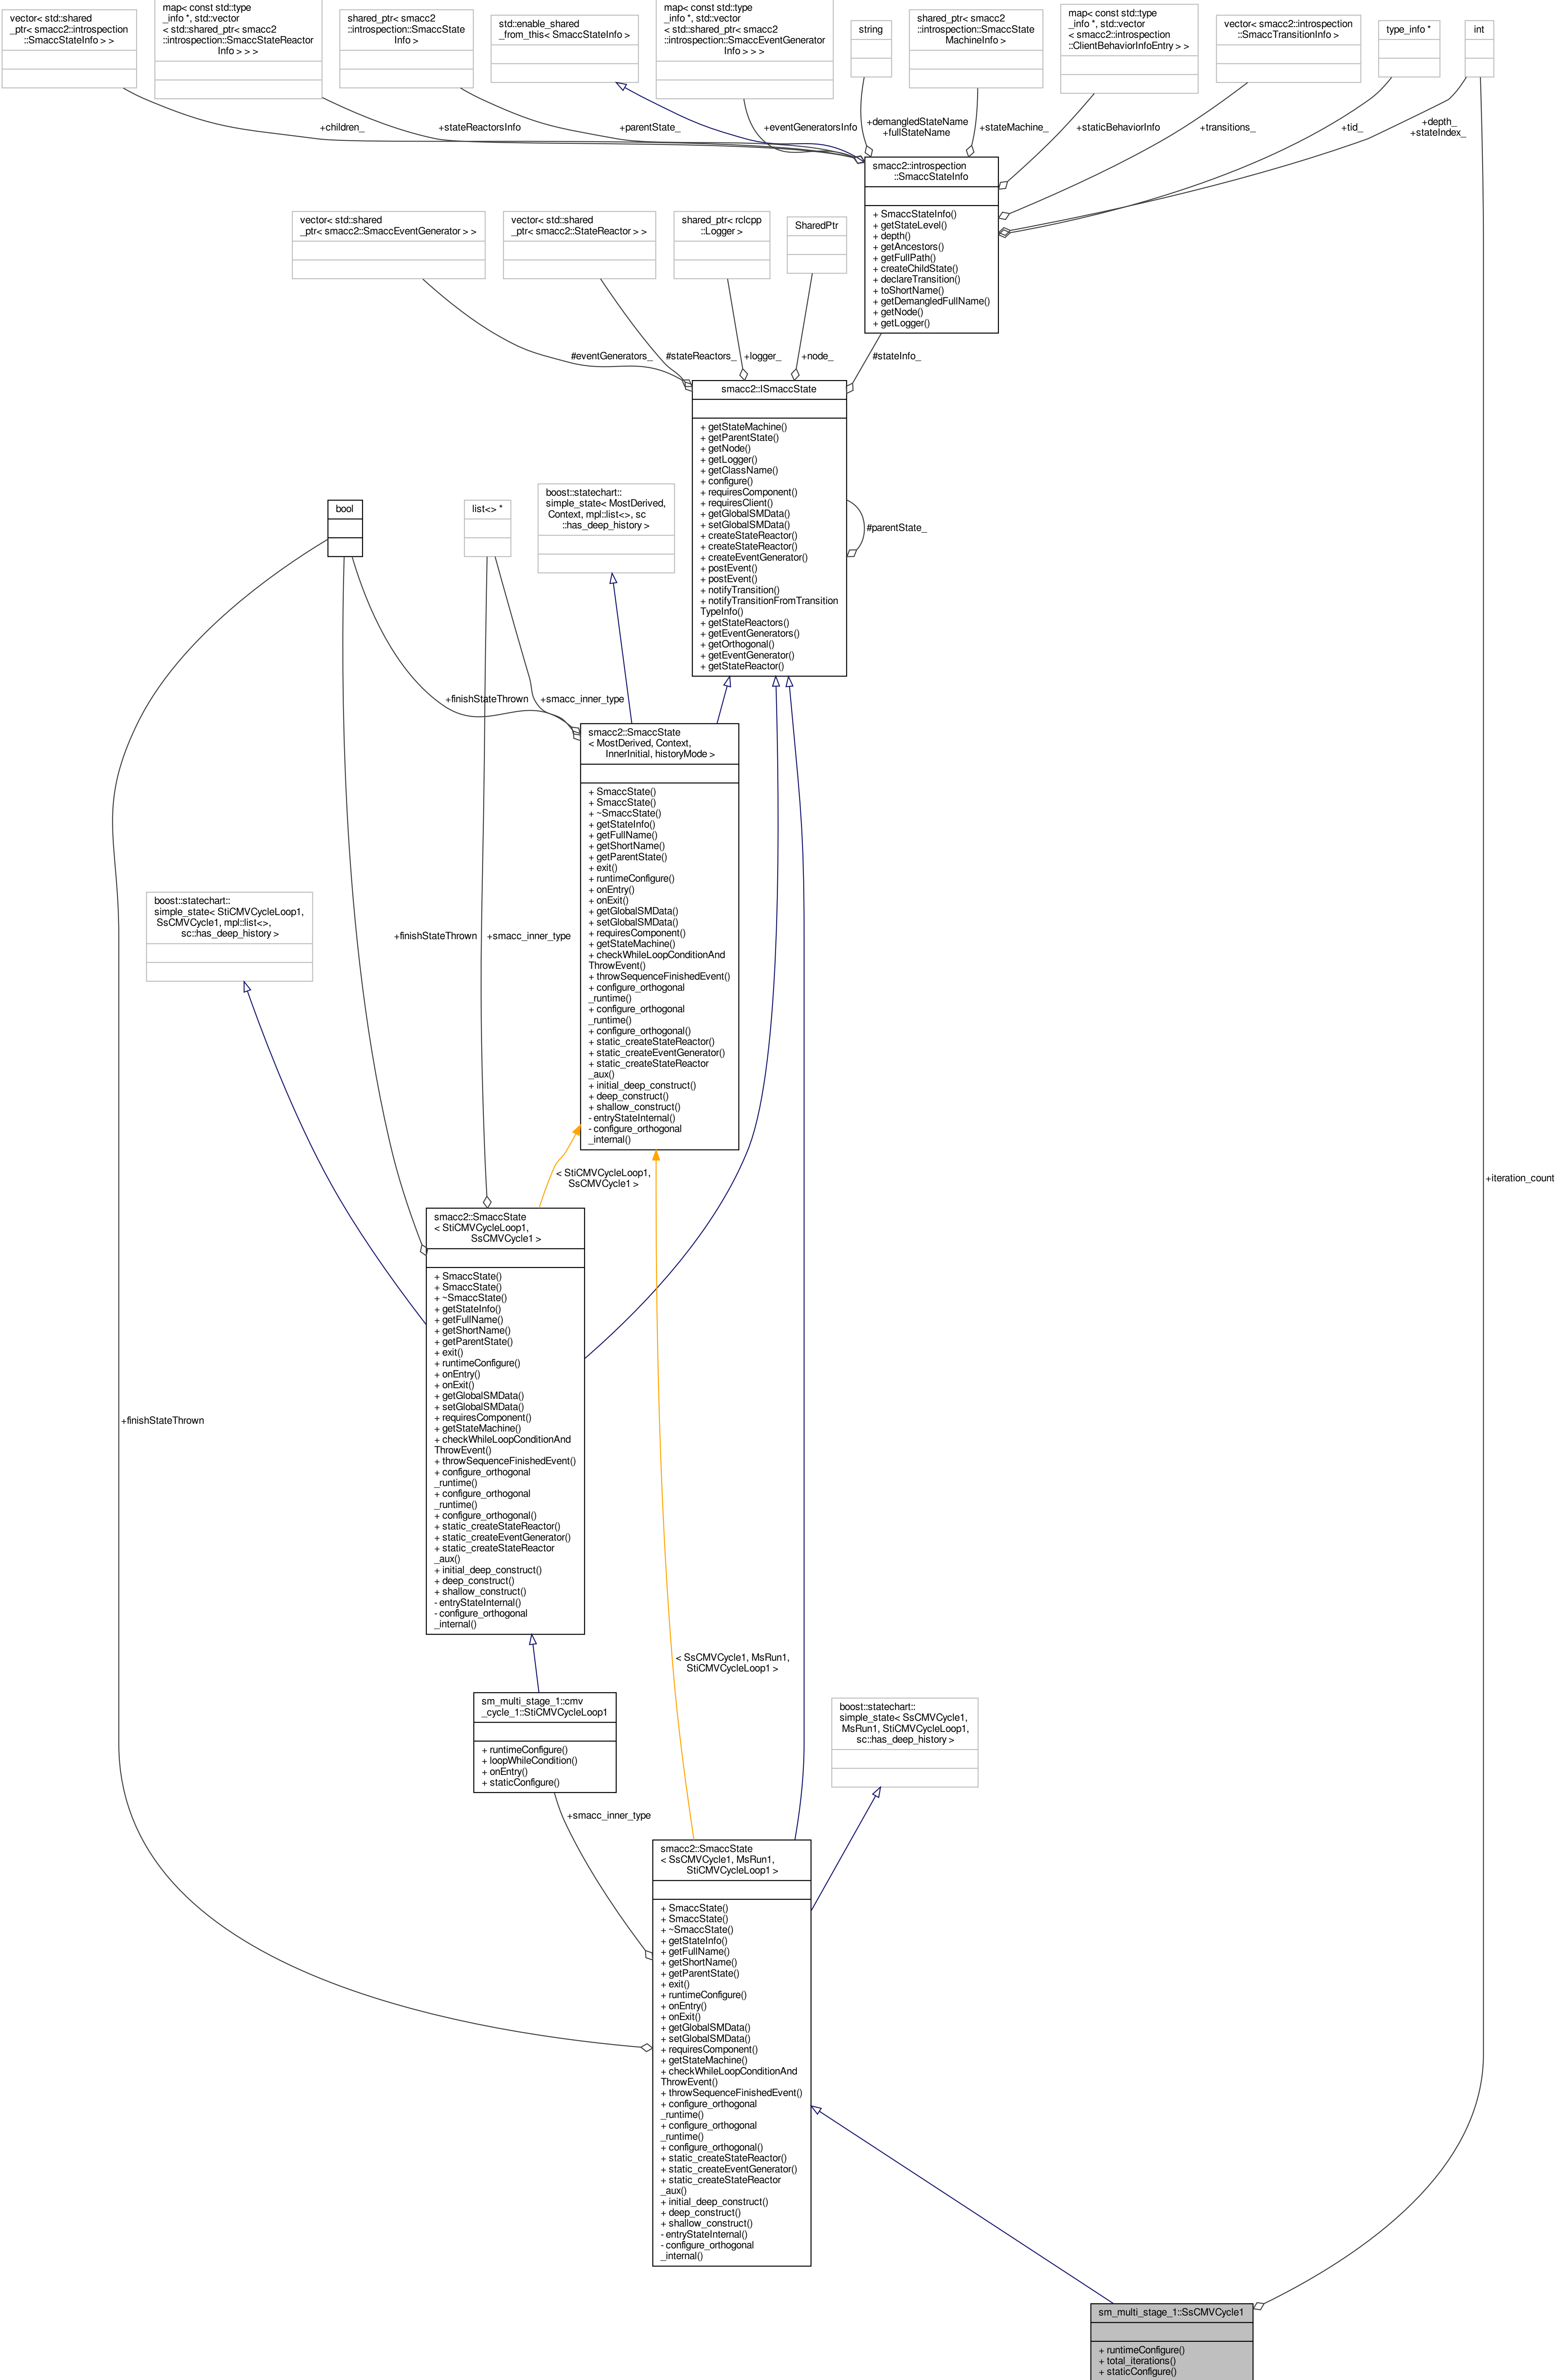 vector< std::shared
_ptr< smacc2::introspection
::SmaccStateInfo > >
map< const std::type
_info *, std::vector
< std::shared_ptr< smacc2
::introspection::SmaccStateReactor
Info > > >
shared_ptr< smacc2
::introspection::SmaccState
Info >
std::enable_shared
_from_this< SmaccStateInfo >
map< const std::type
_info *, std::vector
< std::shared_ptr< smacc2
::introspection::SmaccEventGenerator
Info > > >
string
shared_ptr< smacc2
::introspection::SmaccState
MachineInfo >
map< const std::type
_info *, std::vector
< smacc2::introspection
::ClientBehaviorInfoEntry > >
vector< smacc2::introspection
::SmaccTransitionInfo >
type_info *
int
+children_
+stateReactorsInfo
+parentState_
+eventGeneratorsInfo
+demangledStateName
+fullStateName
+stateMachine_
+staticBehaviorInfo
+transitions_
+tid_
+depth_
+stateIndex_
smacc2::introspection
::SmaccStateInfo
+ SmaccStateInfo()
+ getStateLevel()
+ depth()
+ getAncestors()
+ getFullPath()
+ createChildState()
+ declareTransition()
+ toShortName()
+ getDemangledFullName()
+ getNode()
+ getLogger()
vector< std::shared
_ptr< smacc2::SmaccEventGenerator > >
vector< std::shared
_ptr< smacc2::StateReactor > >
shared_ptr< rclcpp
::Logger >
SharedPtr
#eventGenerators_
#stateReactors_
+logger_
+node_
#stateInfo_
smacc2::ISmaccState
+ getStateMachine()
+ getParentState()
+ getNode()
+ getLogger()
+ getClassName()
+ configure()
+ requiresComponent()
+ requiresClient()
+ getGlobalSMData()
+ setGlobalSMData()
+ createStateReactor()
+ createStateReactor()
+ createEventGenerator()
+ postEvent()
+ postEvent()
+ notifyTransition()
+ notifyTransitionFromTransition
TypeInfo()
+ getStateReactors()
+ getEventGenerators()
+ getOrthogonal()
+ getEventGenerator()
+ getStateReactor()
#parentState_
bool
list<> *
boost::statechart::
simple_state< MostDerived,
Context, mpl::list<>, sc
::has_deep_history >
+finishStateThrown
+smacc_inner_type
smacc2::SmaccState
< MostDerived, Context,
InnerInitial, historyMode >
+ SmaccState()
+ SmaccState()
+ ~SmaccState()
+ getStateInfo()
+ getFullName()
+ getShortName()
+ getParentState()
+ exit()
+ runtimeConfigure()
+ onEntry()
+ onExit()
+ getGlobalSMData()
+ setGlobalSMData()
+ requiresComponent()
+ getStateMachine()
+ checkWhileLoopConditionAnd
ThrowEvent()
+ throwSequenceFinishedEvent()
+ configure_orthogonal
_runtime()
+ configure_orthogonal
_runtime()
+ configure_orthogonal()
+ static_createStateReactor()
+ static_createEventGenerator()
+ static_createStateReactor
_aux()
+ initial_deep_construct()
+ deep_construct()
+ shallow_construct()
- entryStateInternal()
- configure_orthogonal
_internal()
boost::statechart::
simple_state< StiCMVCycleLoop1,
SsCMVCycle1, mpl::list<>,
sc::has_deep_history >
+finishStateThrown
+smacc_inner_type
< StiCMVCycleLoop1,
SsCMVCycle1 >
+iteration_count
smacc2::SmaccState
< StiCMVCycleLoop1,
SsCMVCycle1 >
+ SmaccState()
+ SmaccState()
+ ~SmaccState()
+ getStateInfo()
+ getFullName()
+ getShortName()
+ getParentState()
+ exit()
+ runtimeConfigure()
+ onEntry()
+ onExit()
+ getGlobalSMData()
+ setGlobalSMData()
+ requiresComponent()
+ getStateMachine()
+ checkWhileLoopConditionAnd
ThrowEvent()
+ throwSequenceFinishedEvent()
+ configure_orthogonal
_runtime()
+ configure_orthogonal
_runtime()
+ configure_orthogonal()
+ static_createStateReactor()
+ static_createEventGenerator()
+ static_createStateReactor
_aux()
+ initial_deep_construct()
+ deep_construct()
+ shallow_construct()
- entryStateInternal()
- configure_orthogonal
_internal()
+finishStateThrown
< SsCMVCycle1, MsRun1,
StiCMVCycleLoop1 >
sm_multi_stage_1::cmv
_cycle_1::StiCMVCycleLoop1
+ runtimeConfigure()
+ loopWhileCondition()
+ onEntry()
+ staticConfigure()
boost::statechart::
simple_state< SsCMVCycle1,
MsRun1, StiCMVCycleLoop1,
sc::has_deep_history >
+smacc_inner_type
smacc2::SmaccState
< SsCMVCycle1, MsRun1,
StiCMVCycleLoop1 >
+ SmaccState()
+ SmaccState()
+ ~SmaccState()
+ getStateInfo()
+ getFullName()
+ getShortName()
+ getParentState()
+ exit()
+ runtimeConfigure()
+ onEntry()
+ onExit()
+ getGlobalSMData()
+ setGlobalSMData()
+ requiresComponent()
+ getStateMachine()
+ checkWhileLoopConditionAnd
ThrowEvent()
+ throwSequenceFinishedEvent()
+ configure_orthogonal
_runtime()
+ configure_orthogonal
_runtime()
+ configure_orthogonal()
+ static_createStateReactor()
+ static_createEventGenerator()
+ static_createStateReactor
_aux()
+ initial_deep_construct()
+ deep_construct()
+ shallow_construct()
- entryStateInternal()
- configure_orthogonal
_internal()
sm_multi_stage_1::SsCMVCycle1
+ runtimeConfigure()
+ total_iterations()
+ staticConfigure()